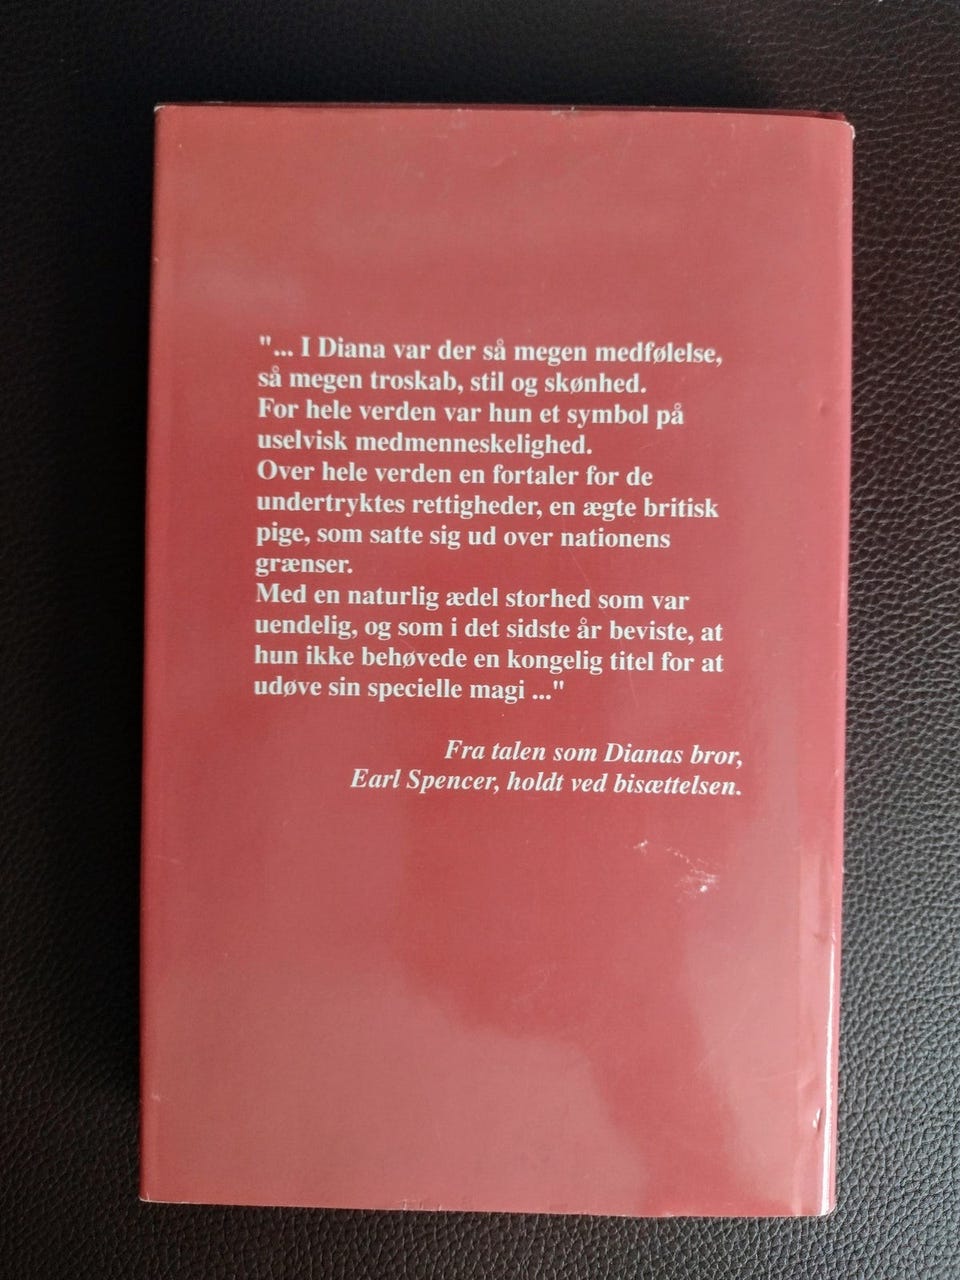 "... I Diana var der så megen medfølelse,
så megen troskab, stil og skønhed.
For hele verden var hun et symbol på
uselvisk medmenneskelighed.
Over hele verden en fortaler for de
undertryktes rettigheder, en ægte britisk
pige, som satte sig ud over nationens
grænser.
Med en naturlig ædel storhed som var
uendelig, og som i det sidste år beviste, at
hun ikke behøvede en kongelig titel for at
udøve sin specielle magi ..."
Fra talen som Dianas bror,
Earl Spencer, holdt ved bisættelsen.